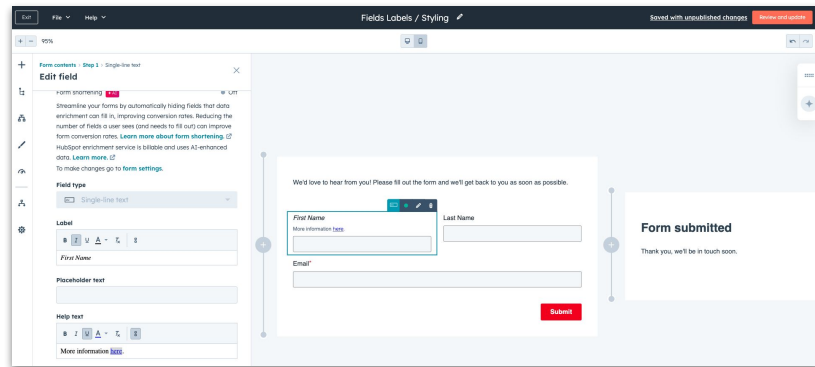 Exit
File
Help
Fields Labels / Styling
Saved with unpublished changes
Review and update
+ − 95%
Form contents › Step 1 › Single-line text
Edit field
Form shortening
Off
Streamline your forms by automatically hiding fields that data
enrichment can fill in, improving conversion rates. Reducing the
number of fields a user sees (and needs to fill out) can improve
form conversion rates. Learn more about form shortening.
HubSpot enrichment service is billable and uses AI-enhanced
data. Learn more.
To make changes go to form settings.
Field type
Single-line text
Label
B I U A
First Name
Placeholder text
Help text
B I U A
More information here.
We'd love to hear from you! Please fill out the form and we'll get back to you as soon as possible.
First Name
More information here.
Last Name
Email*
Submit
Form submitted
Thank you, we'll be in touch soon.